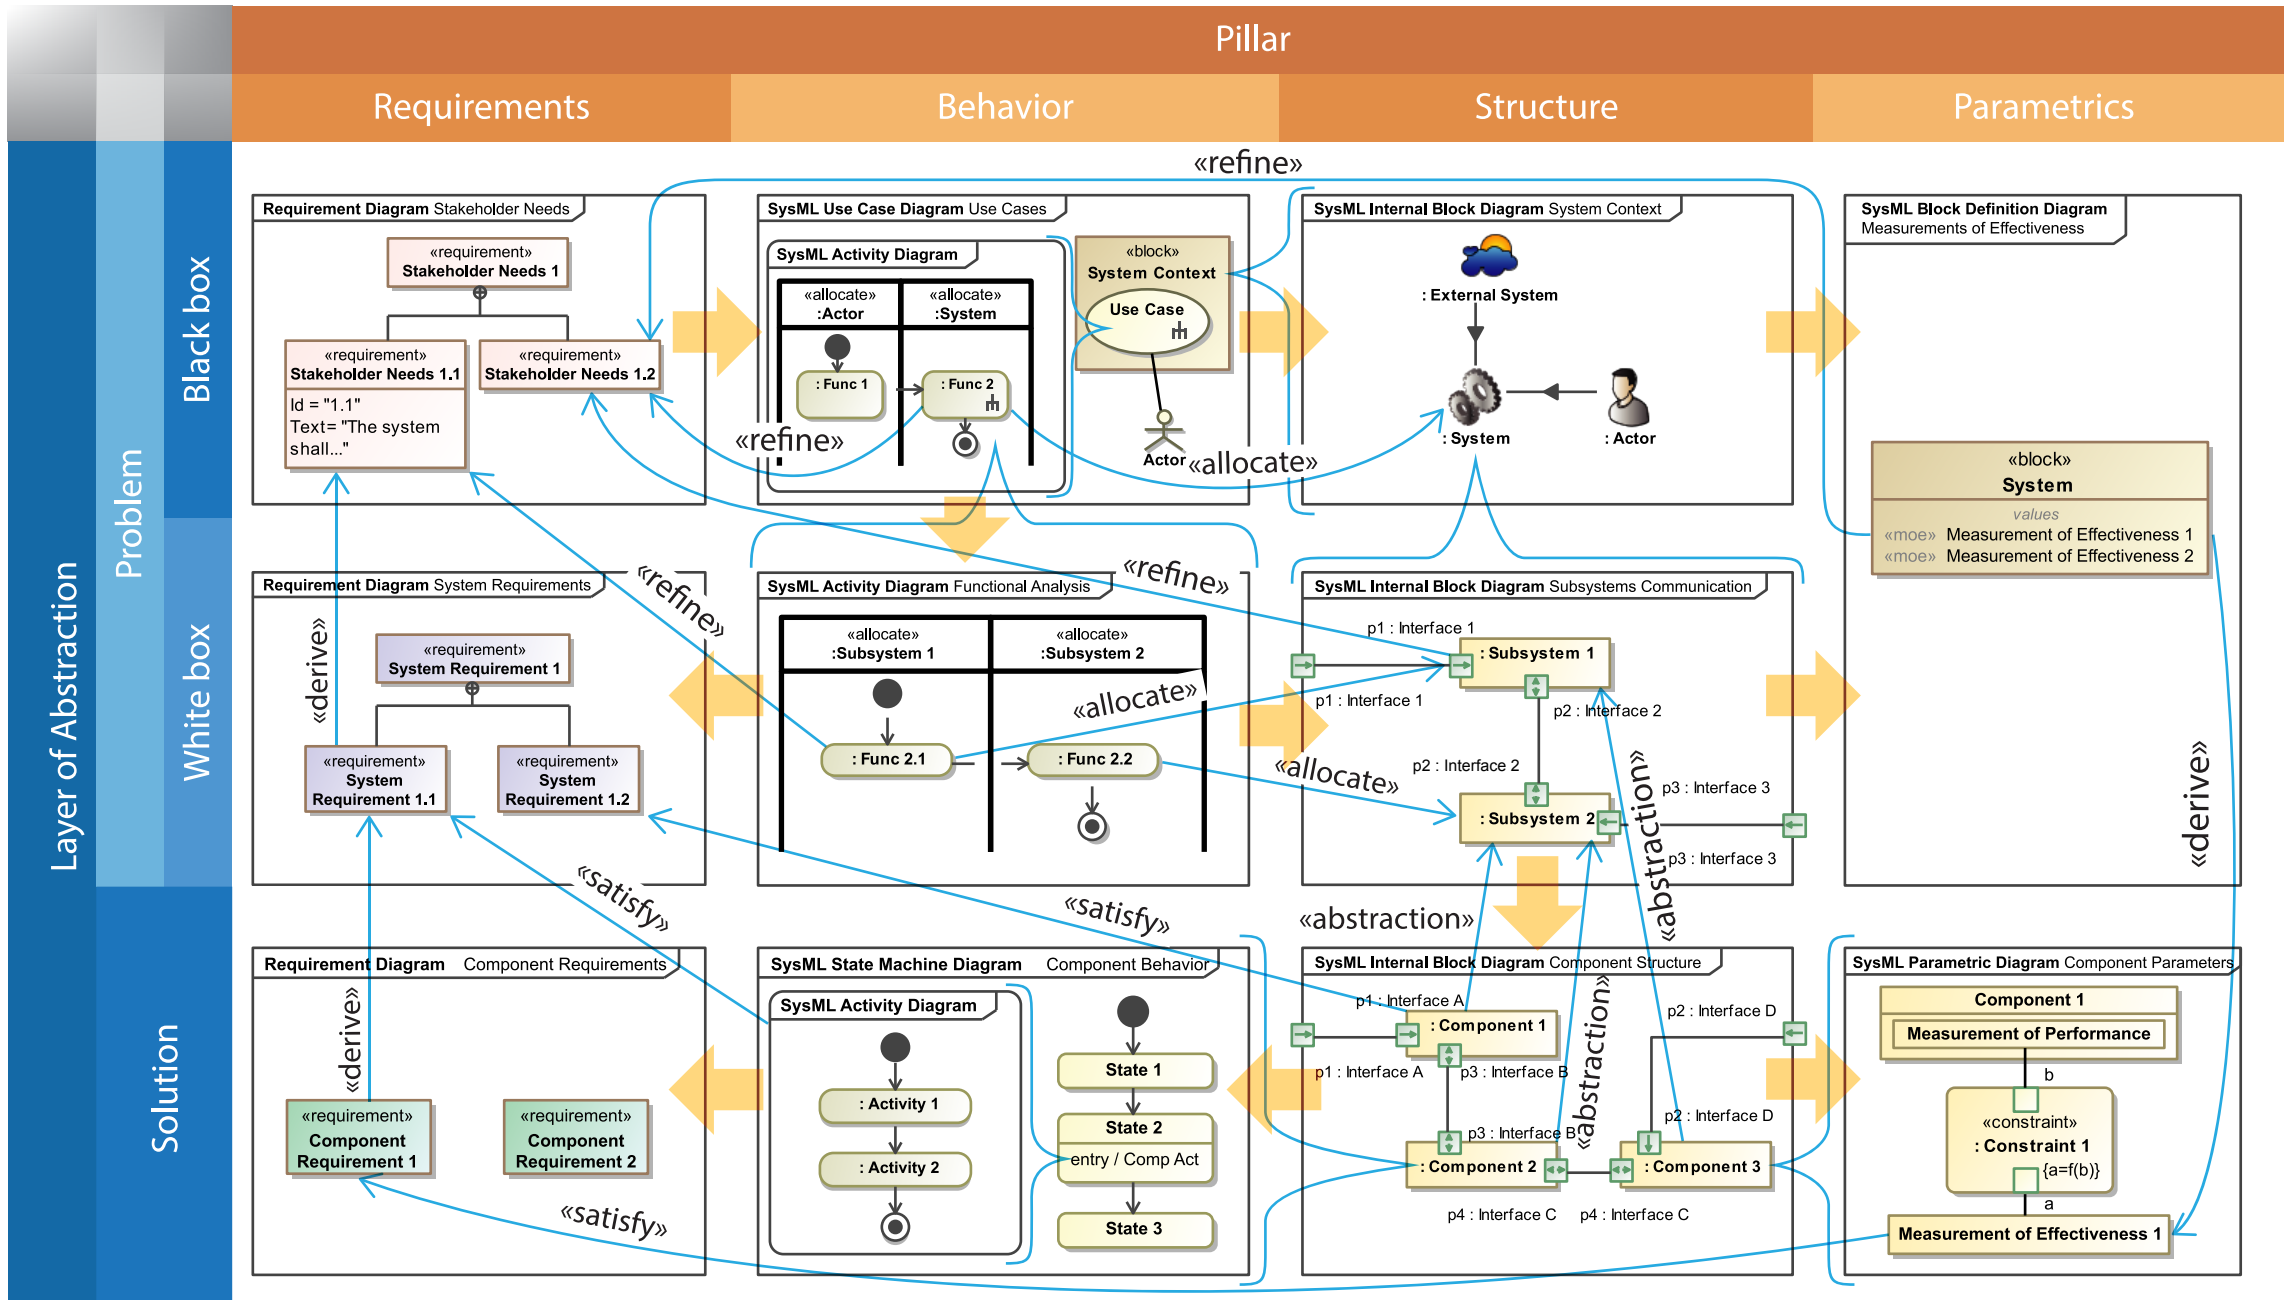 Pillar
Requirements
Behavior
Structure
Parametrics
Layer of Abstraction
Problem
Black box
White box
Solution
«refine»
Requirement Diagram Stakeholder Needs
«requirement»
Stakeholder Needs 1
«requirement»
Stakeholder Needs 1.1
Id = "1.1"
Text= "The system
shall..."
«requirement»
Stakeholder Needs 1.2
SysML Use Case Diagram Use Cases
SysML Activity Diagram
«allocate»
:Actor
«allocate»
:System
: Func 1
: Func 2
«block»
System Context
Use Case
Actor
«refine»
«allocate»
SysML Internal Block Diagram System Context
: External System
: System
: Actor
SysML Block Definition Diagram
Measurements of Effectiveness
«block»
System
values
«moe» Measurement of Effectiveness 1
«moe» Measurement of Effectiveness 2
«derive»
Requirement Diagram System Requirements
«requirement»
System Requirement 1
«requirement»
System
Requirement 1.1
«requirement»
System
Requirement 1.2
«derive»
«refine»
SysML Activity Diagram Functional Analysis
«allocate»
:Subsystem 1
«allocate»
:Subsystem 2
: Func 2.1
: Func 2.2
«refine»
«allocate»
«allocate»
SysML Internal Block Diagram Subsystems Communication
p1 : Interface 1
: Subsystem 1
p1 : Interface 1
p2 : Interface 2
p2 : Interface 2
p3 : Interface 3
: Subsystem 2
p3 : Interface 3
«abstraction»
«abstraction»
«abstraction»
«satisfy»
«satisfy»
Requirement Diagram Component Requirements
«derive»
«requirement»
Component
Requirement 1
«requirement»
Component
Requirement 2
«satisfy»
SysML State Machine Diagram Component Behavior
SysML Activity Diagram
: Activity 1
: Activity 2
State 1
State 2
entry / Comp Act
State 3
SysML Internal Block Diagram Component Structure
p1 : Interface A
: Component 1
p2 : Interface D
p1 : Interface A
p3 : Interface B
p2 : Interface D
p3 : Interface B
: Component 2
: Component 3
p4 : Interface C
p4 : Interface C
SysML Parametric Diagram Component Parameters
Component 1
Measurement of Performance
b
«constraint»
: Constraint 1
{a=f(b)}
a
Measurement of Effectiveness 1